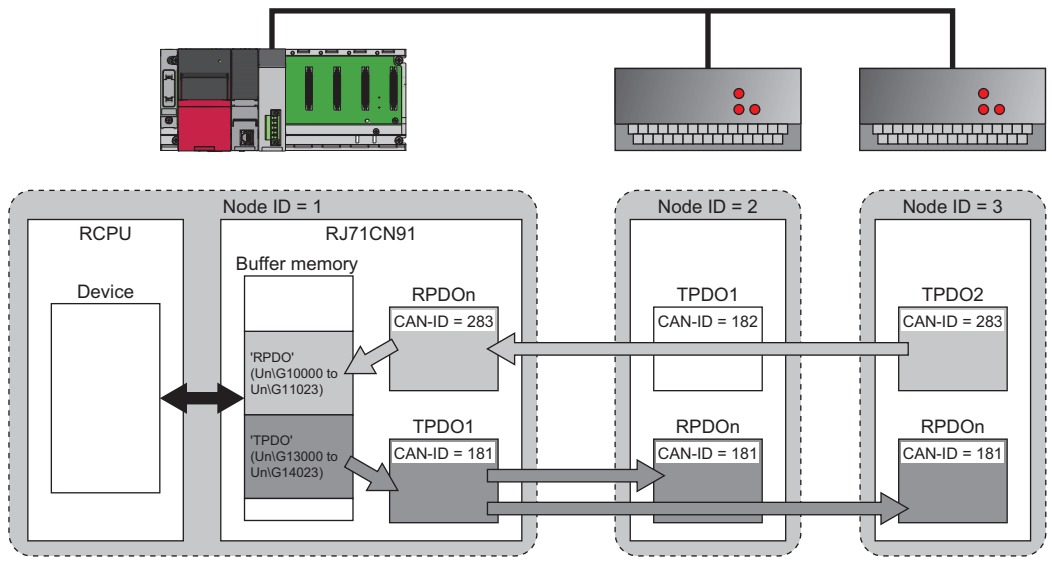 Node ID = 1
RCPU
Device
RJ71CN91
Buffer memory
'RPDO'
(Un\G10000 to
Un\G11023)
'TPDO'
(Un\G13000 to
Un\G14023)
RPDOn
CAN-ID = 283
TPDO1
CAN-ID = 181
Node ID = 2
TPDO1
CAN-ID = 182
RPDOn
CAN-ID = 181
Node ID = 3
TPDO2
CAN-ID = 283
RPDOn
CAN-ID = 181